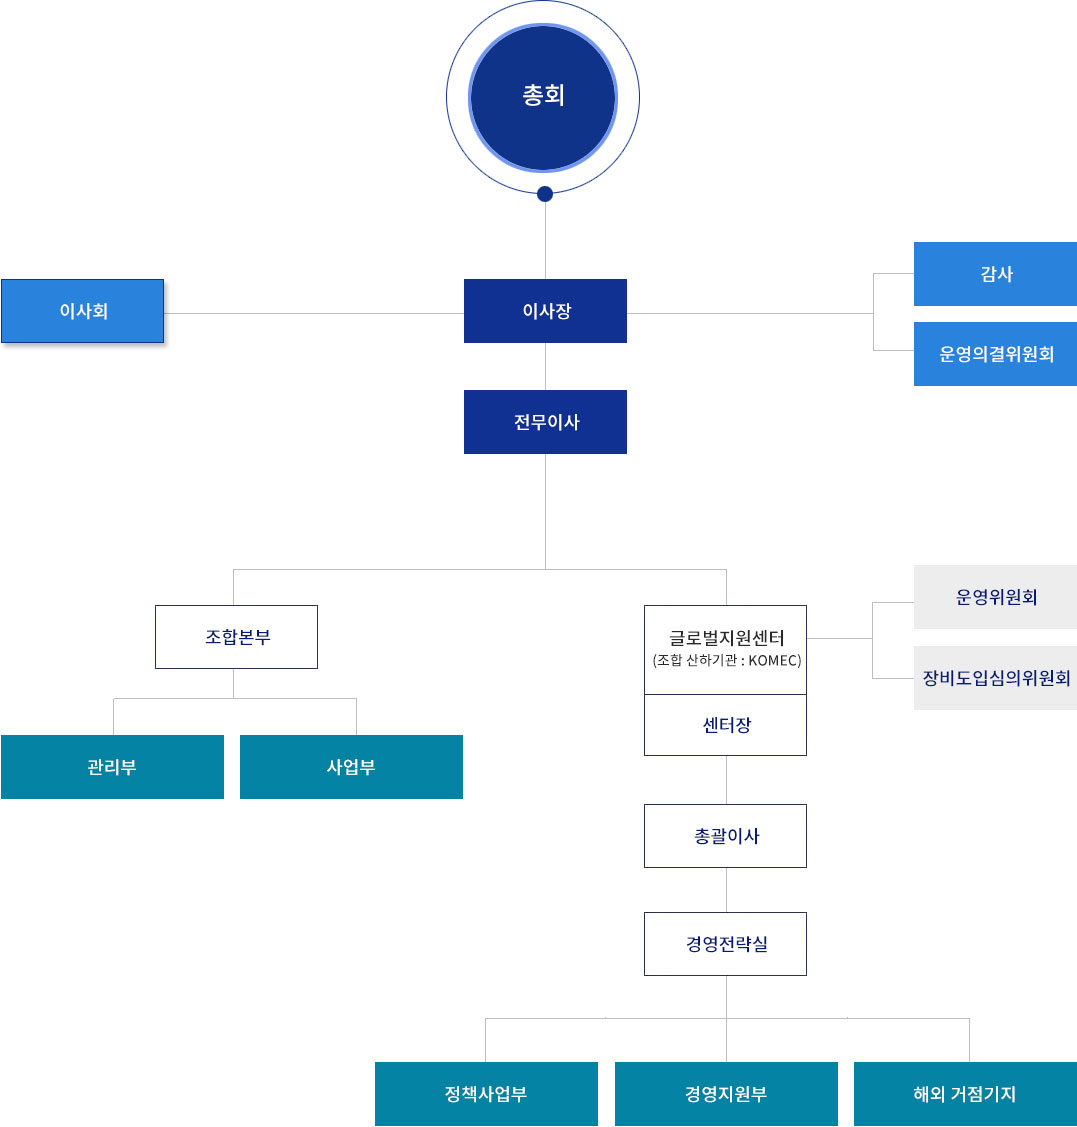 총회
이사회
이사장
감사
운영의결위원회
전무이사
조합본부
글로벌지원센터
(조합 산하기관 : KOMEC)
센터장
운영위원회
장비도입심의위원회
관리부
사업부
총괄이사
경영전략실
정책사업부
경영지원부
해외 거점기지